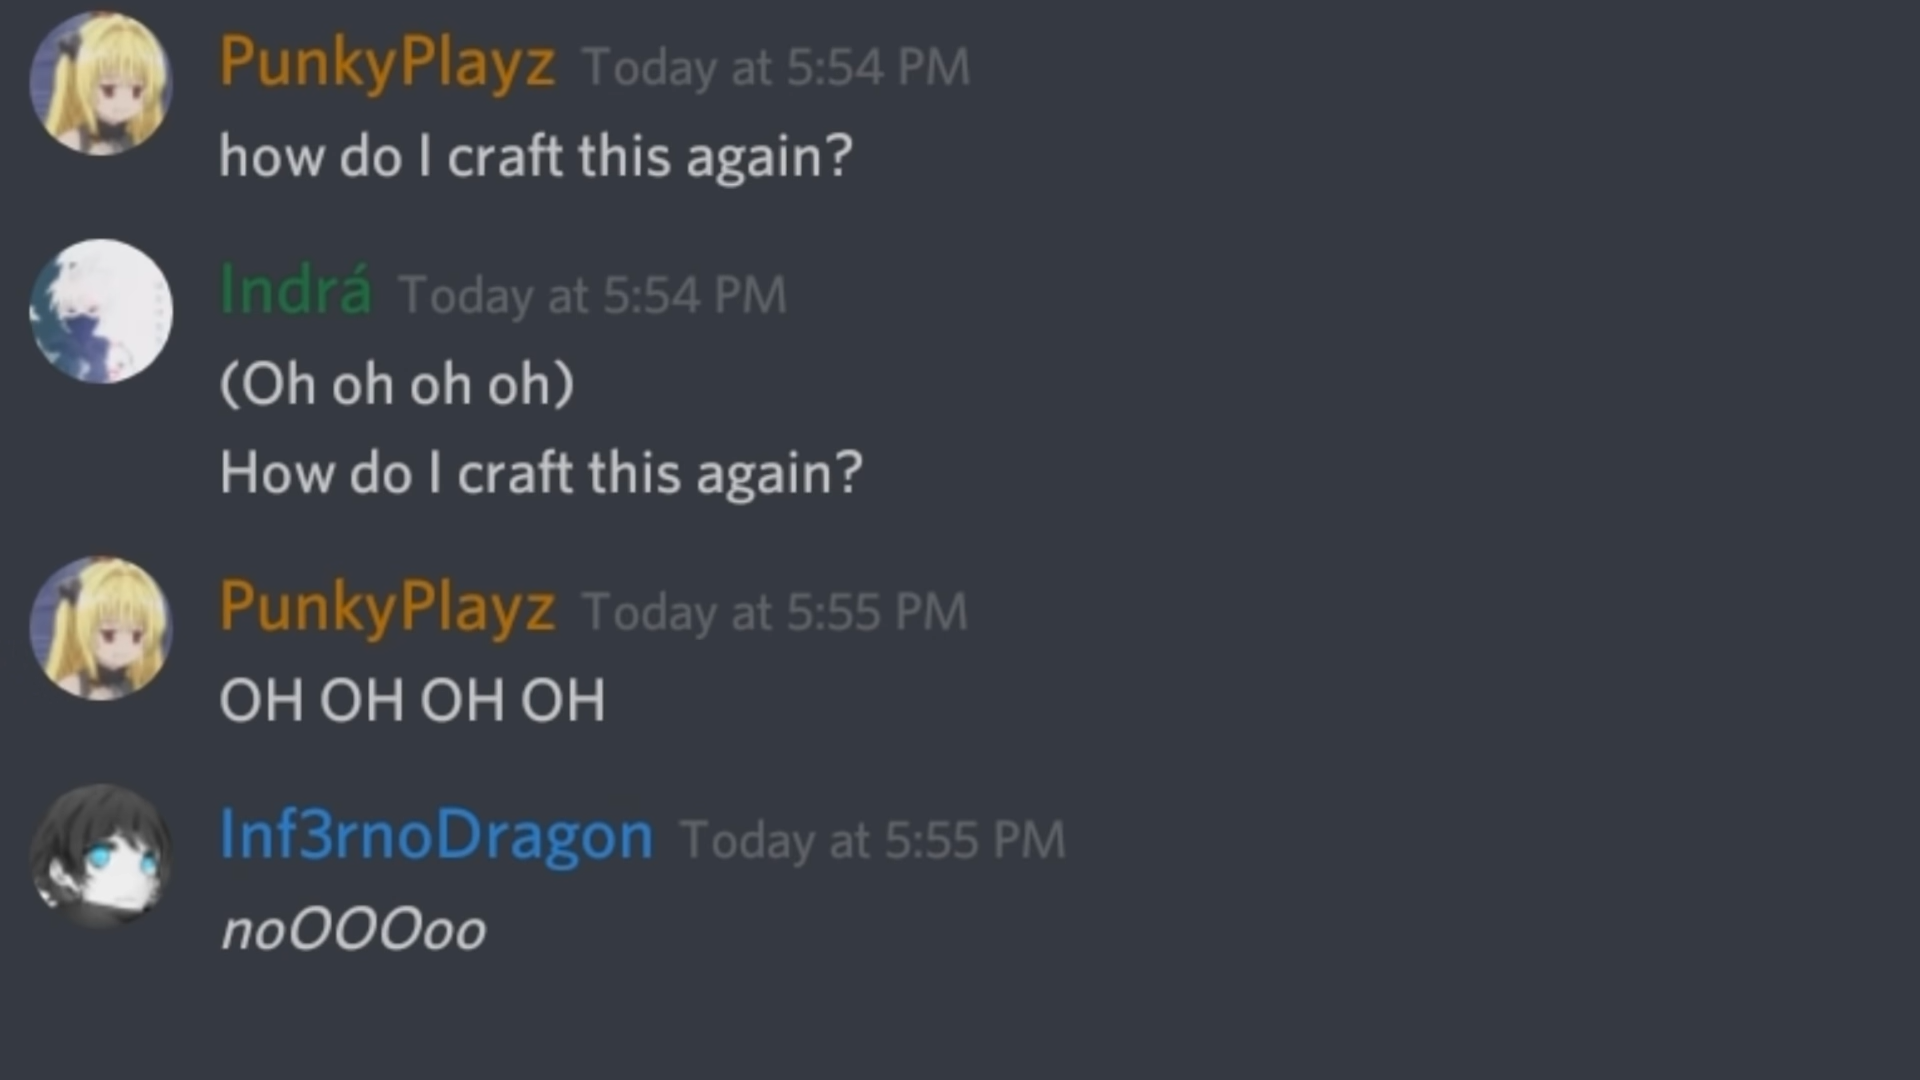 PunkyPlayz Today at 5:54 PM
how do I craft this again?
Indrá Today at 5:54 PM
(Oh oh oh oh)
How do I craft this again?
PunkyPlayz Today at 5:55 PM
OH OH OH OH
Inf3rnoDragon Today at 5:55 PM
noOOOoo